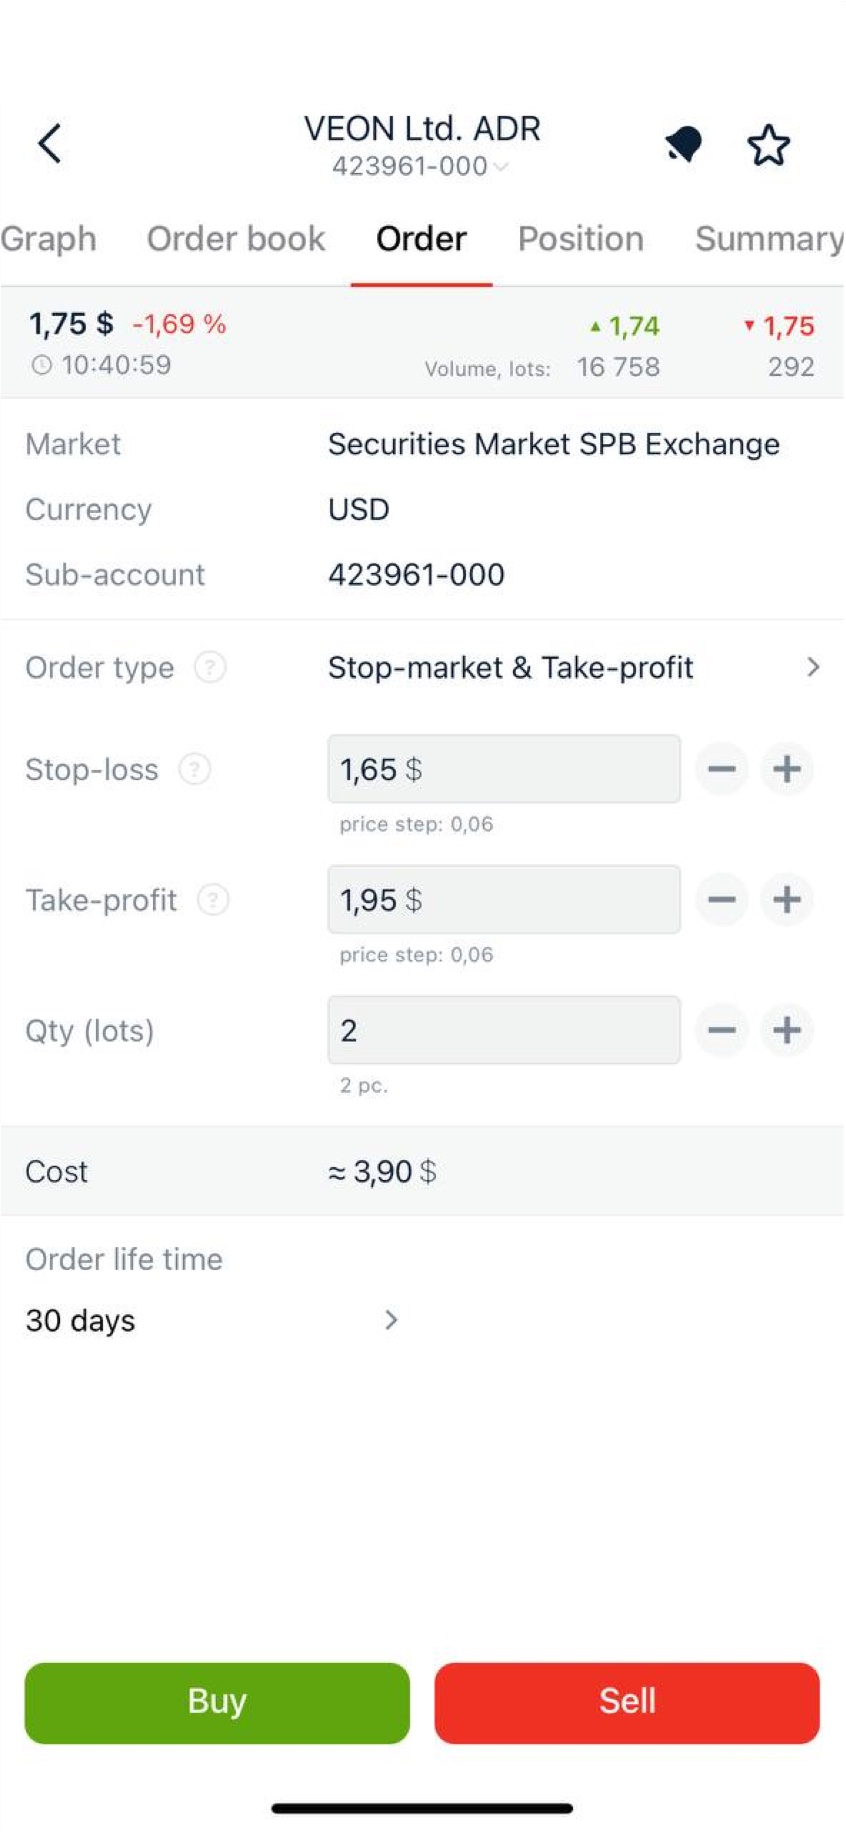 VEON Ltd. ADR
423961-000
Graph Order book Order Position Summary
1,75 $ -1,69 % ▲ 1,74 ▼ 1,75
10:40:59 Volume, lots: 16 758 292
Market Securities Market SPB Exchange
Currency USD
Sub-account 423961-000
Order type ? Stop-market & Take-profit
Stop-loss ? 1,65 $ − +
price step: 0,06
Take-profit ? 1,95 $ − +
price step: 0,06
Qty (lots) 2 − +
2 pc.
Cost ≈ 3,90 $
Order life time
30 days
Buy Sell